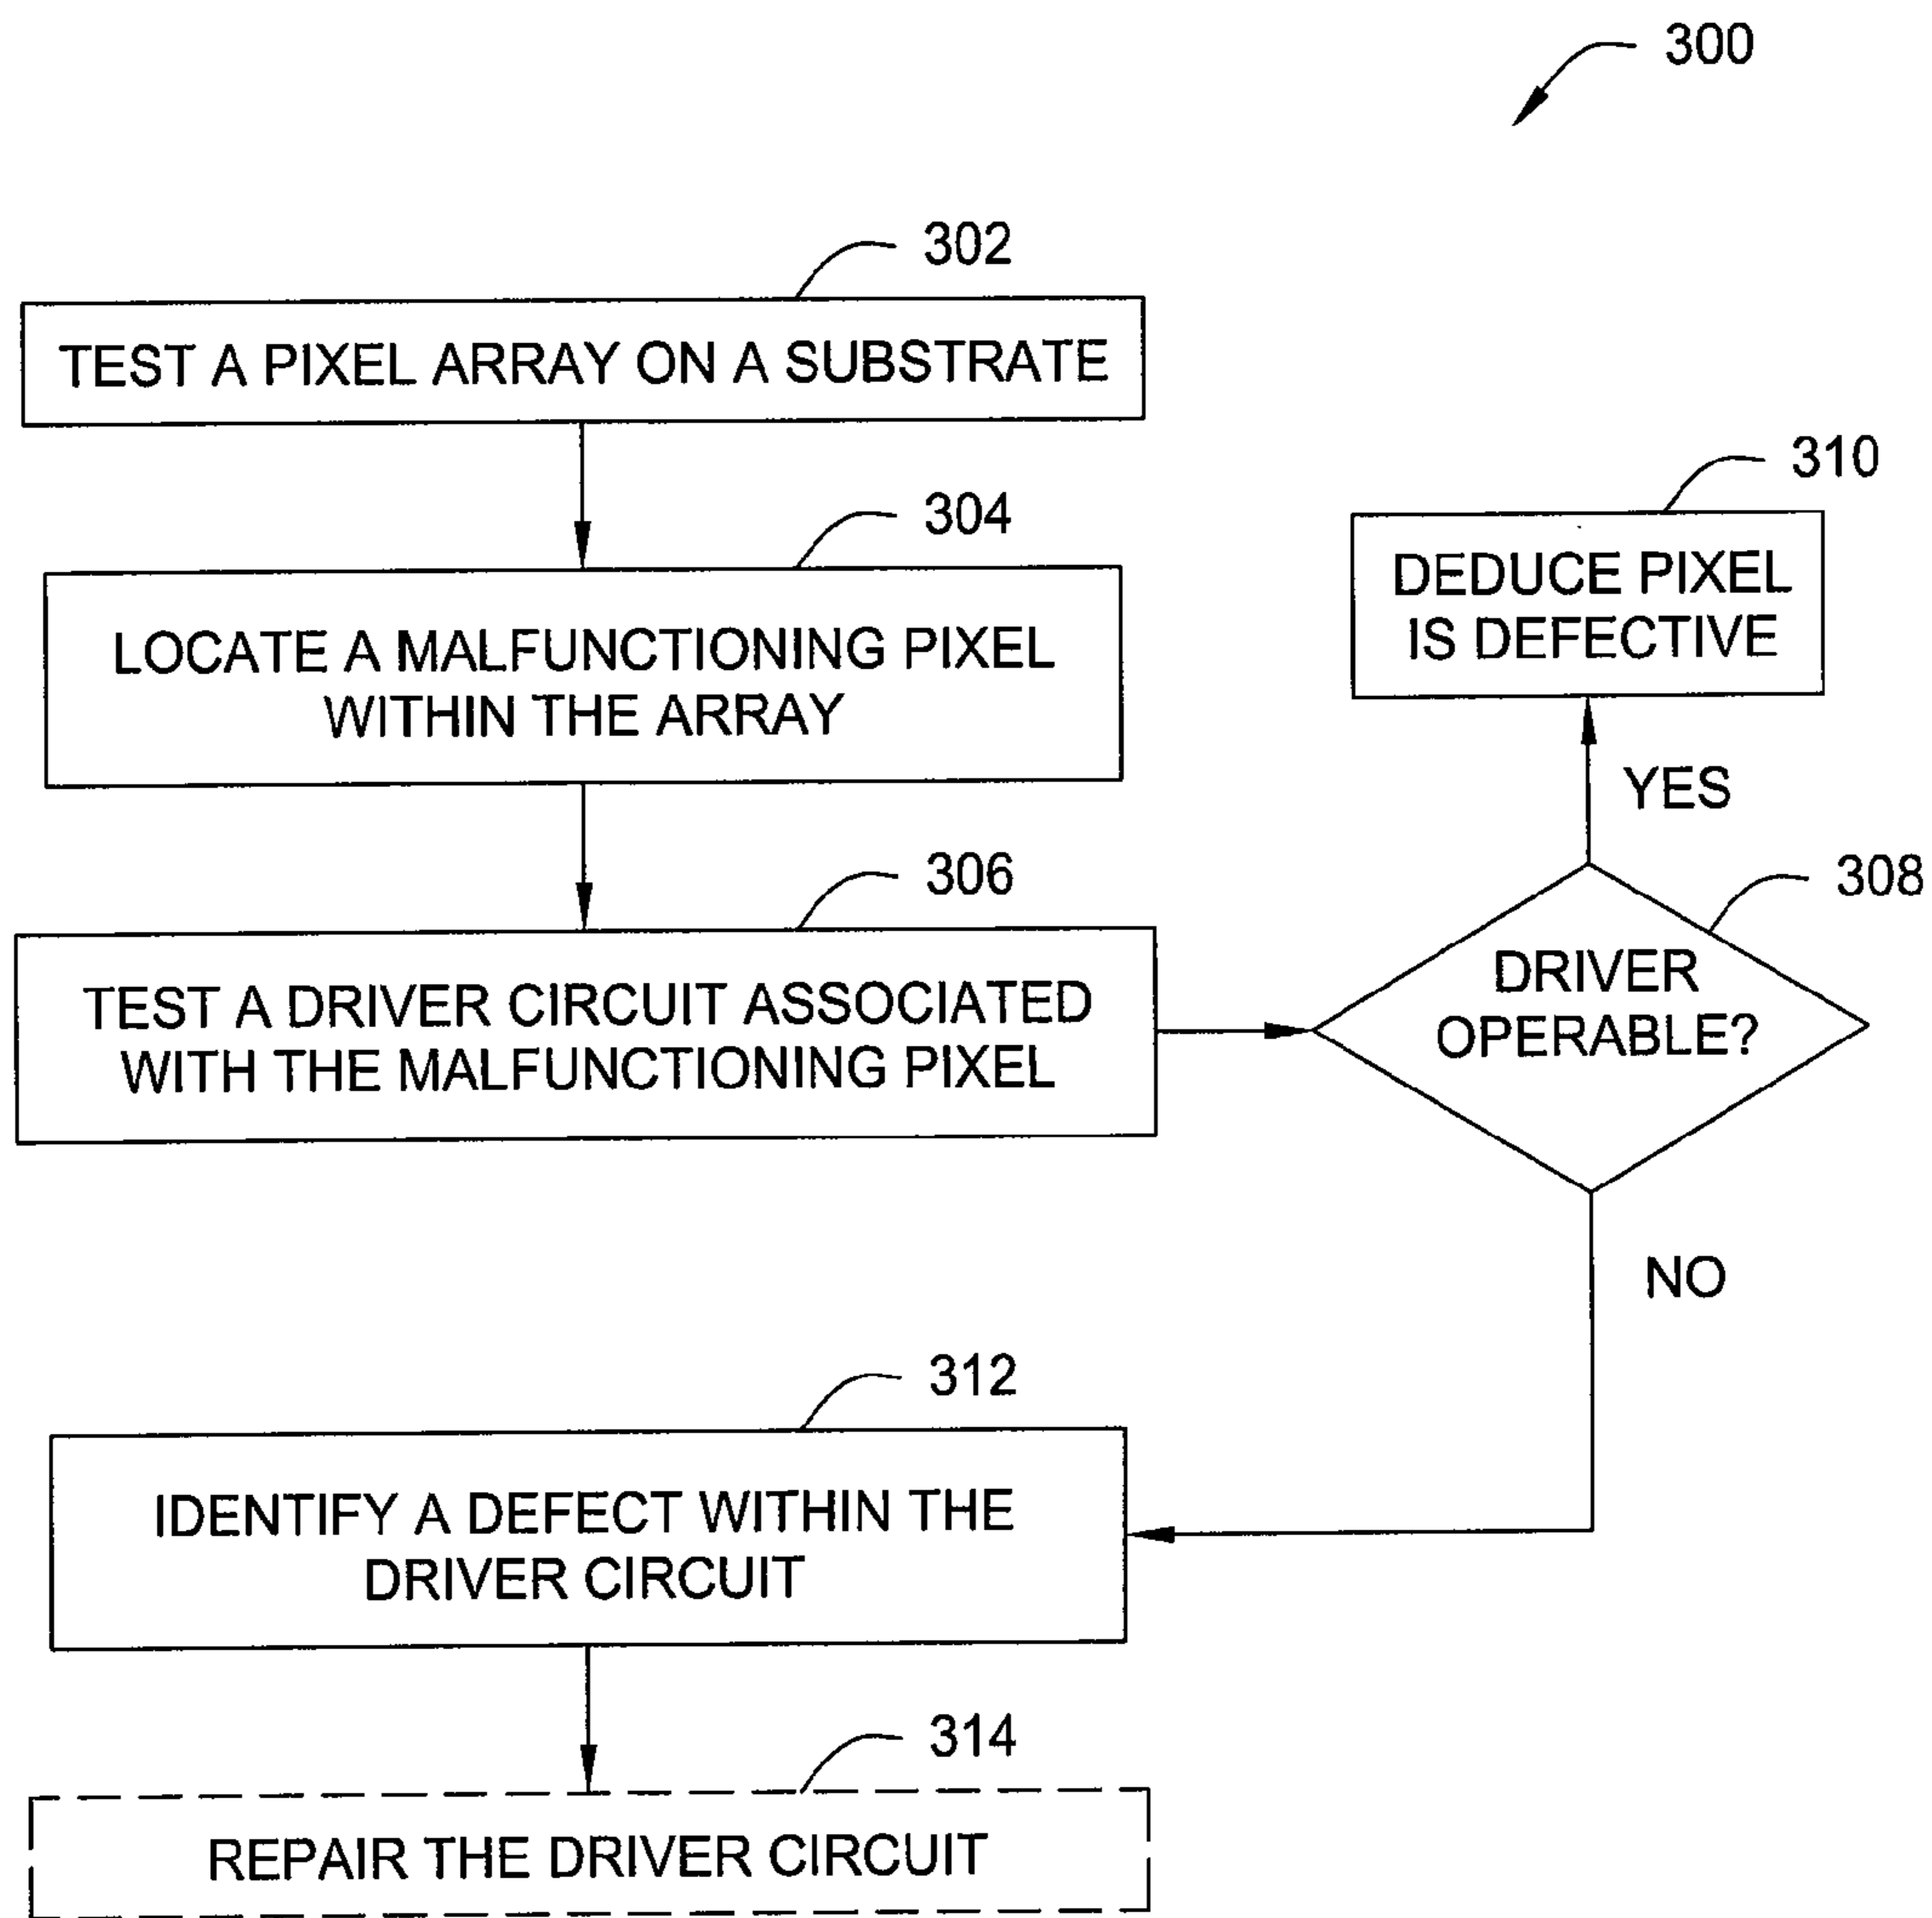 300
302
TEST A PIXEL ARRAY ON A SUBSTRATE
304
LOCATE A MALFUNCTIONING PIXEL
WITHIN THE ARRAY
306
TEST A DRIVER CIRCUIT ASSOCIATED
WITH THE MALFUNCTIONING PIXEL
308
DRIVER
OPERABLE?
YES
310
DEDUCE PIXEL
IS DEFECTIVE
NO
312
IDENTIFY A DEFECT WITHIN THE
DRIVER CIRCUIT
314
REPAIR THE DRIVER CIRCUIT